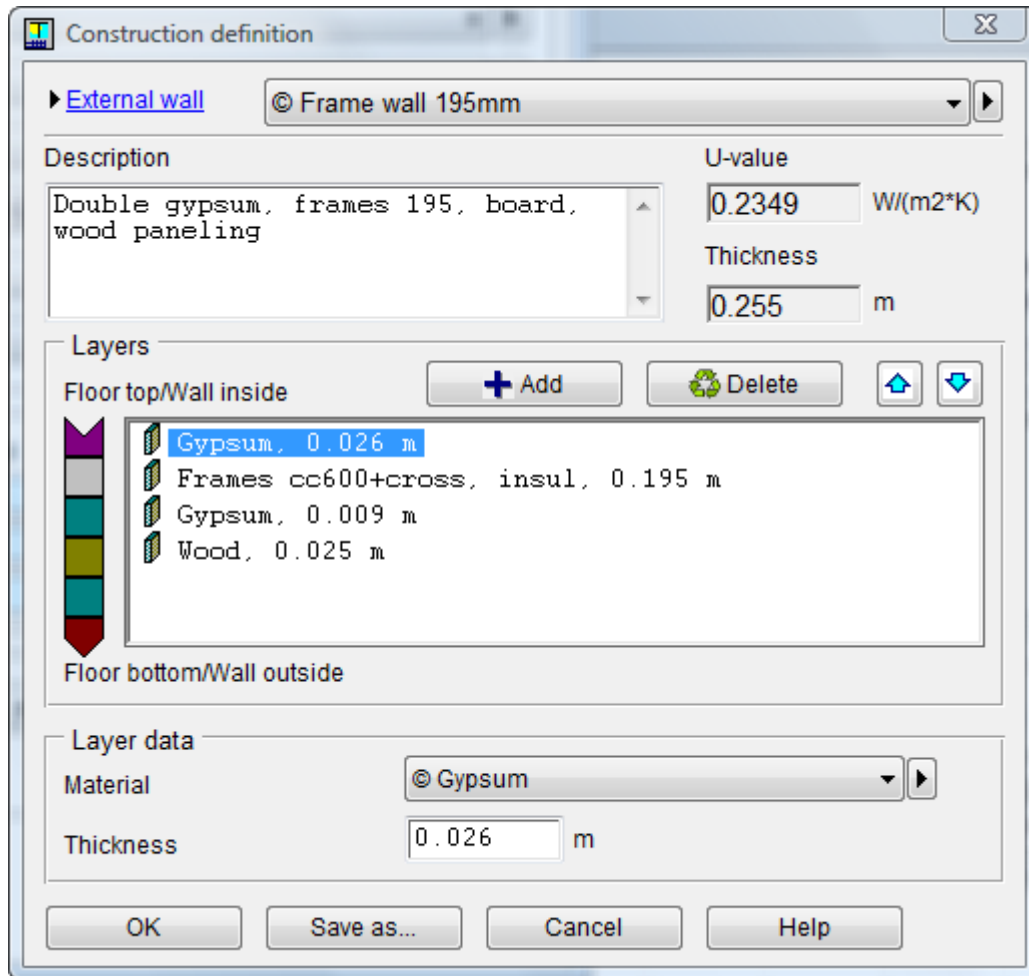 Construction definition
External wall © Frame wall 195mm
Description U-value
Double gypsum, frames 195, board, 0.2349 W/(m2*K)
wood paneling
Thickness
0.255 m
Layers
Floor top/Wall inside Add Delete
Gypsum, 0.026 m
Frames cc600+cross, insul, 0.195 m
Gypsum, 0.009 m
Wood, 0.025 m
Floor bottom/Wall outside
Layer data
Material © Gypsum
Thickness 0.026 m
OK Save as... Cancel Help